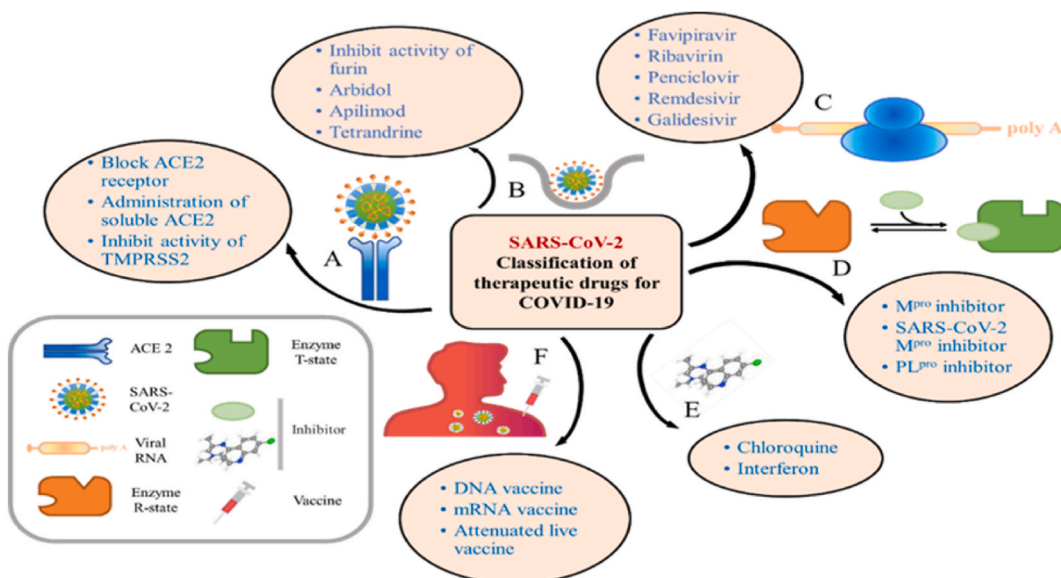 • Inhibit activity of
furin
• Arbidol
• Apilimod
• Tetrandrine
• Favipiravir
• Ribavirin
• Penciclovir
• Remdesivir
• Galidesivir
C
poly A
• Block ACE2
receptor
• Administration of
soluble ACE2
• Inhibit activity of
TMPRSS2
A
B
SARS-CoV-2
Classification of
therapeutic drugs for
COVID-19
D
• Mᵖʳᵒ inhibitor
• SARS-CoV-2
Mᵖʳᵒ inhibitor
• PLᵖʳᵒ inhibitor
ACE 2
Enzyme
T-state
SARS-
CoV-2
Inhibitor
poly A
Viral
RNA
Enzyme
R-state
Vaccine
F
E
• Chloroquine
• Interferon
• DNA vaccine
• mRNA vaccine
• Attenuated live
vaccine